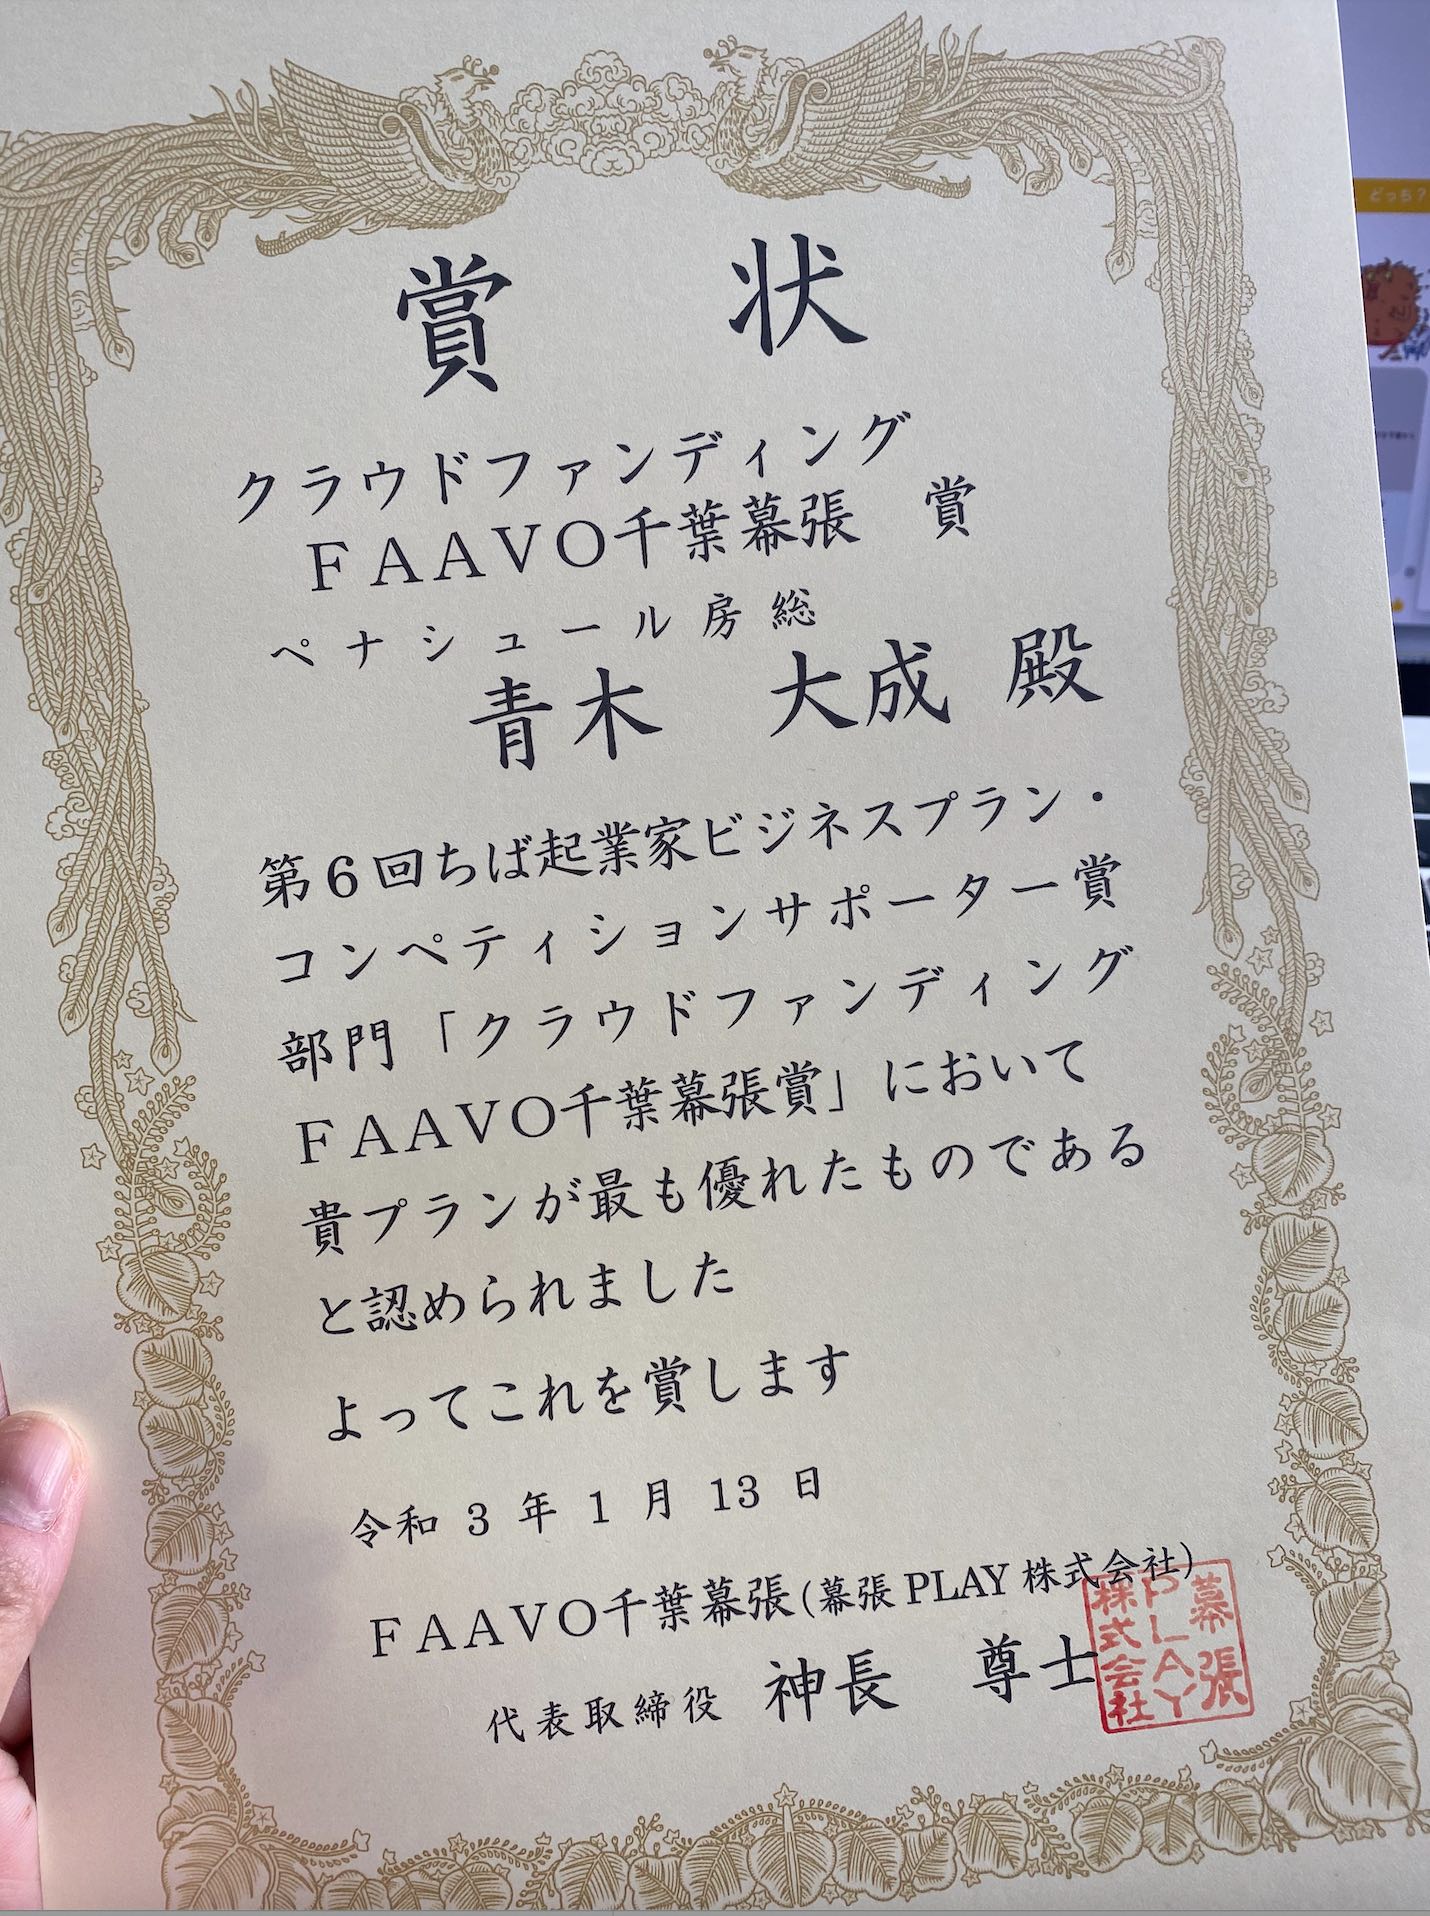 賞 状
クラウドファンディング
FAAVO千葉幕張 賞
ペナシュール房総
青木 大成 殿
第6回ちば起業家ビジネスプラン・
コンペティションサポーター賞
部門「クラウドファンディング
FAAVO千葉幕張賞」において
貴プランが最も優れたものである
と認められました
よってこれを賞します
令和 3 年 1 月 13 日
FAAVO千葉幕張(幕張PLAY株式会社)
代表取締役 神長 尊士
幕張
PLAY
株式会社
どっち?